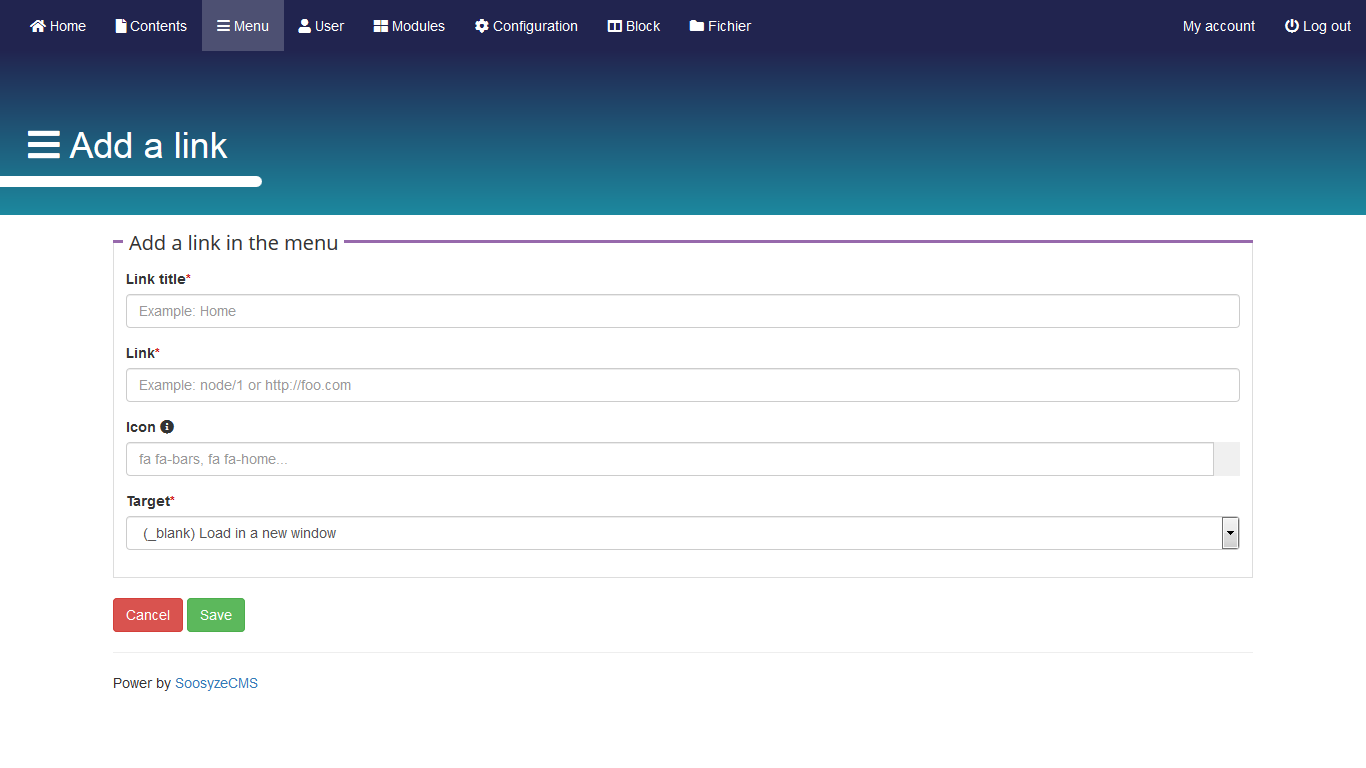 Home Contents Menu User Modules Configuration Block Fichier My account Log out
Add a link
Add a link in the menu
Link title*
Example: Home
Link*
Example: node/1 or http://foo.com
Icon
fa fa-bars, fa fa-home...
Target*
(_blank) Load in a new window
Cancel Save
Power by SoosyzeCMS